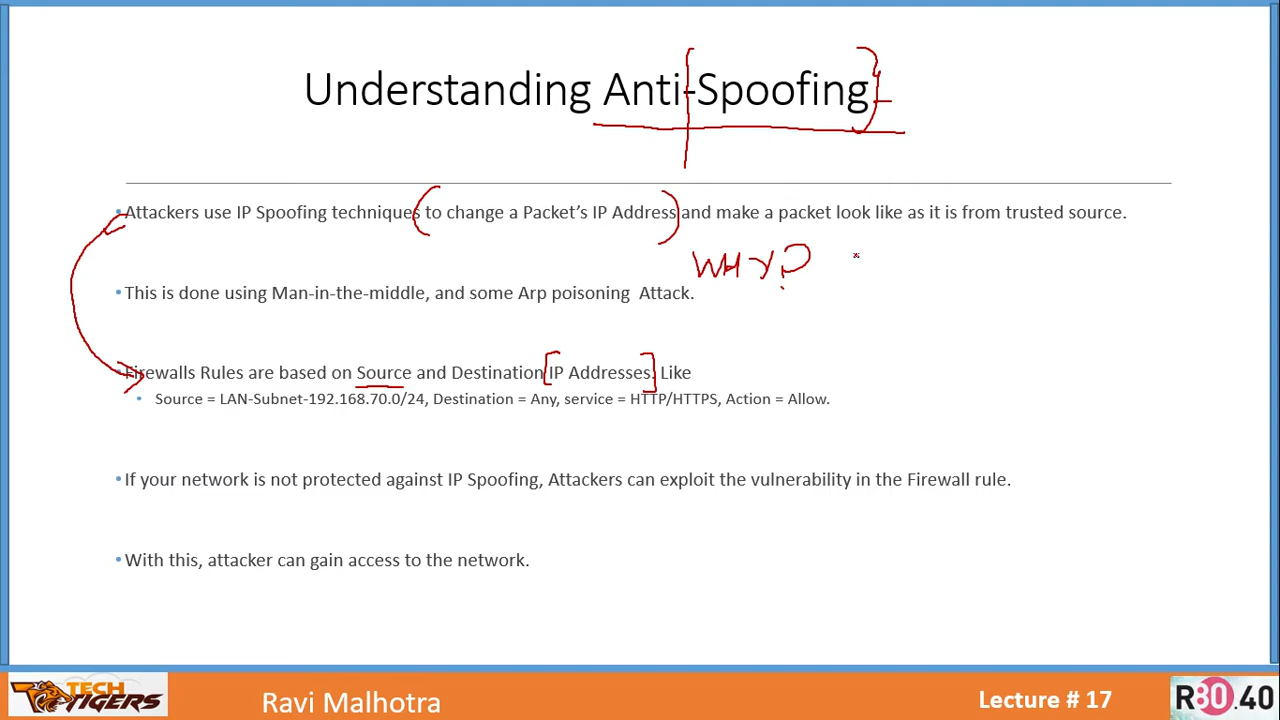 Understanding Anti-Spoofing
• Attackers use IP Spoofing techniques to change a Packet's IP Address and make a packet look like as it is from trusted source.
WHY?
• This is done using Man-in-the-middle, and some Arp poisoning Attack.
• Firewalls Rules are based on Source and Destination IP Addresses, Like
• Source = LAN-Subnet-192.168.70.0/24, Destination = Any, service = HTTP/HTTPS, Action = Allow.
• If your network is not protected against IP Spoofing, Attackers can exploit the vulnerability in the Firewall rule.
• With this, attacker can gain access to the network.
TECH
TIGERS
Ravi Malhotra
Lecture # 17
R80.40